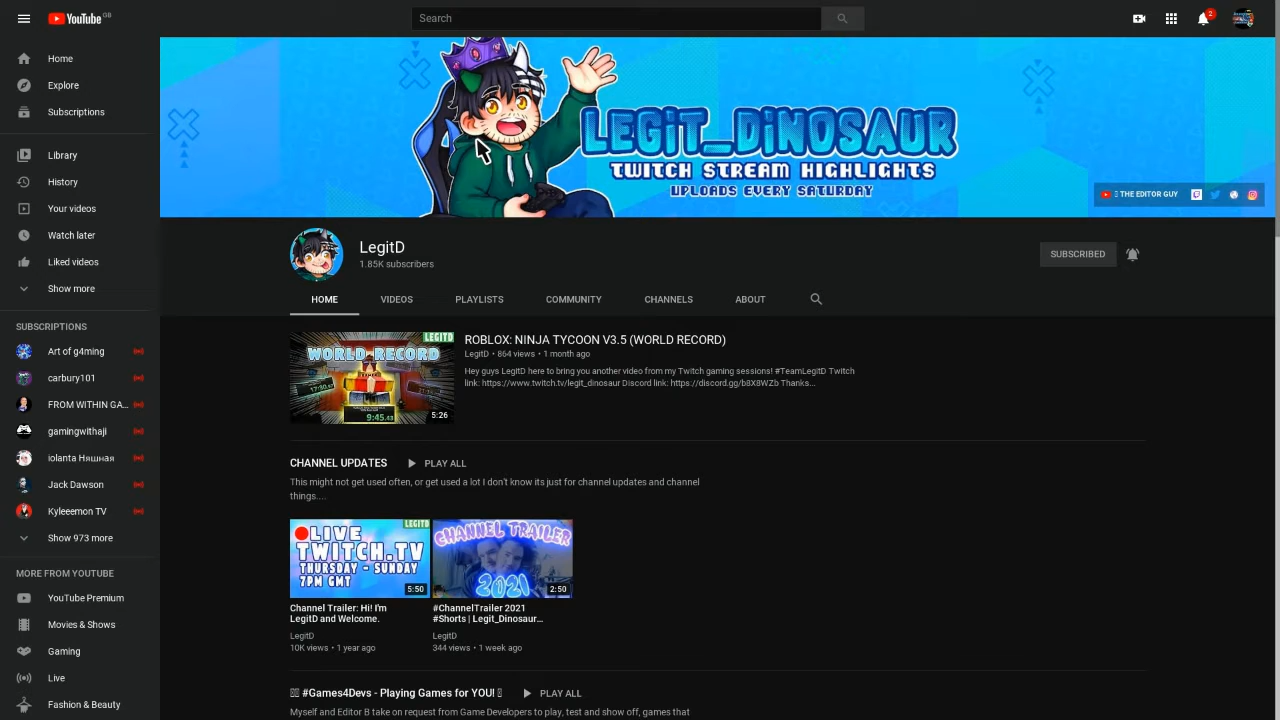 YouTube GB
Search
2
Home
Explore
Subscriptions
Library
History
Your videos
Watch later
Liked videos
Show more
SUBSCRIPTIONS
Art of g4ming
carbury101
FROM WITHIN GA...
gamingwithaji
iolanta Няшная
Jack Dawson
Kyleeemon TV
Show 973 more
MORE FROM YOUTUBE
YouTube Premium
Movies & Shows
Gaming
Live
Fashion & Beauty
LEGiT_DiNOSAUR
TWITCH STREAM HIGHLIGHTS
UPLOADS EVERY SATURDAY
THE EDITOR GUY
LegitD
1.85K subscribers
SUBSCRIBED
HOME VIDEOS PLAYLISTS COMMUNITY CHANNELS ABOUT
LEGITD
WORLD RECORD
9:45.43
5:26
ROBLOX: NINJA TYCOON V3.5 (WORLD RECORD)
LegitD • 864 views • 1 month ago
Hey guys LegitD here to bring you another video from my Twitch gaming sessions! #TeamLegitD Twitch
link: https://www.twitch.tv/legit_dinosaur Discord link: https://discord.gg/b8X8WZb Thanks...
CHANNEL UPDATES PLAY ALL
This might not get used often, or get used a lot I don't know its just for channel updates and channel
things....
LEGITD
LIVE
TWITCH.TV
THURSDAY - SUNDAY
7PM GMT
5:50
Channel Trailer: Hi! I'm
LegitD and Welcome.
LegitD
10K views • 1 year ago
CHANNEL TRAILER
2021
2:50
#ChannelTrailer 2021
#Shorts | Legit_Dinosaur...
LegitD
344 views • 1 week ago
#Games4Devs - Playing Games for YOU! PLAY ALL
Myself and Editor B take on request from Game Developers to play, test and show off, games that